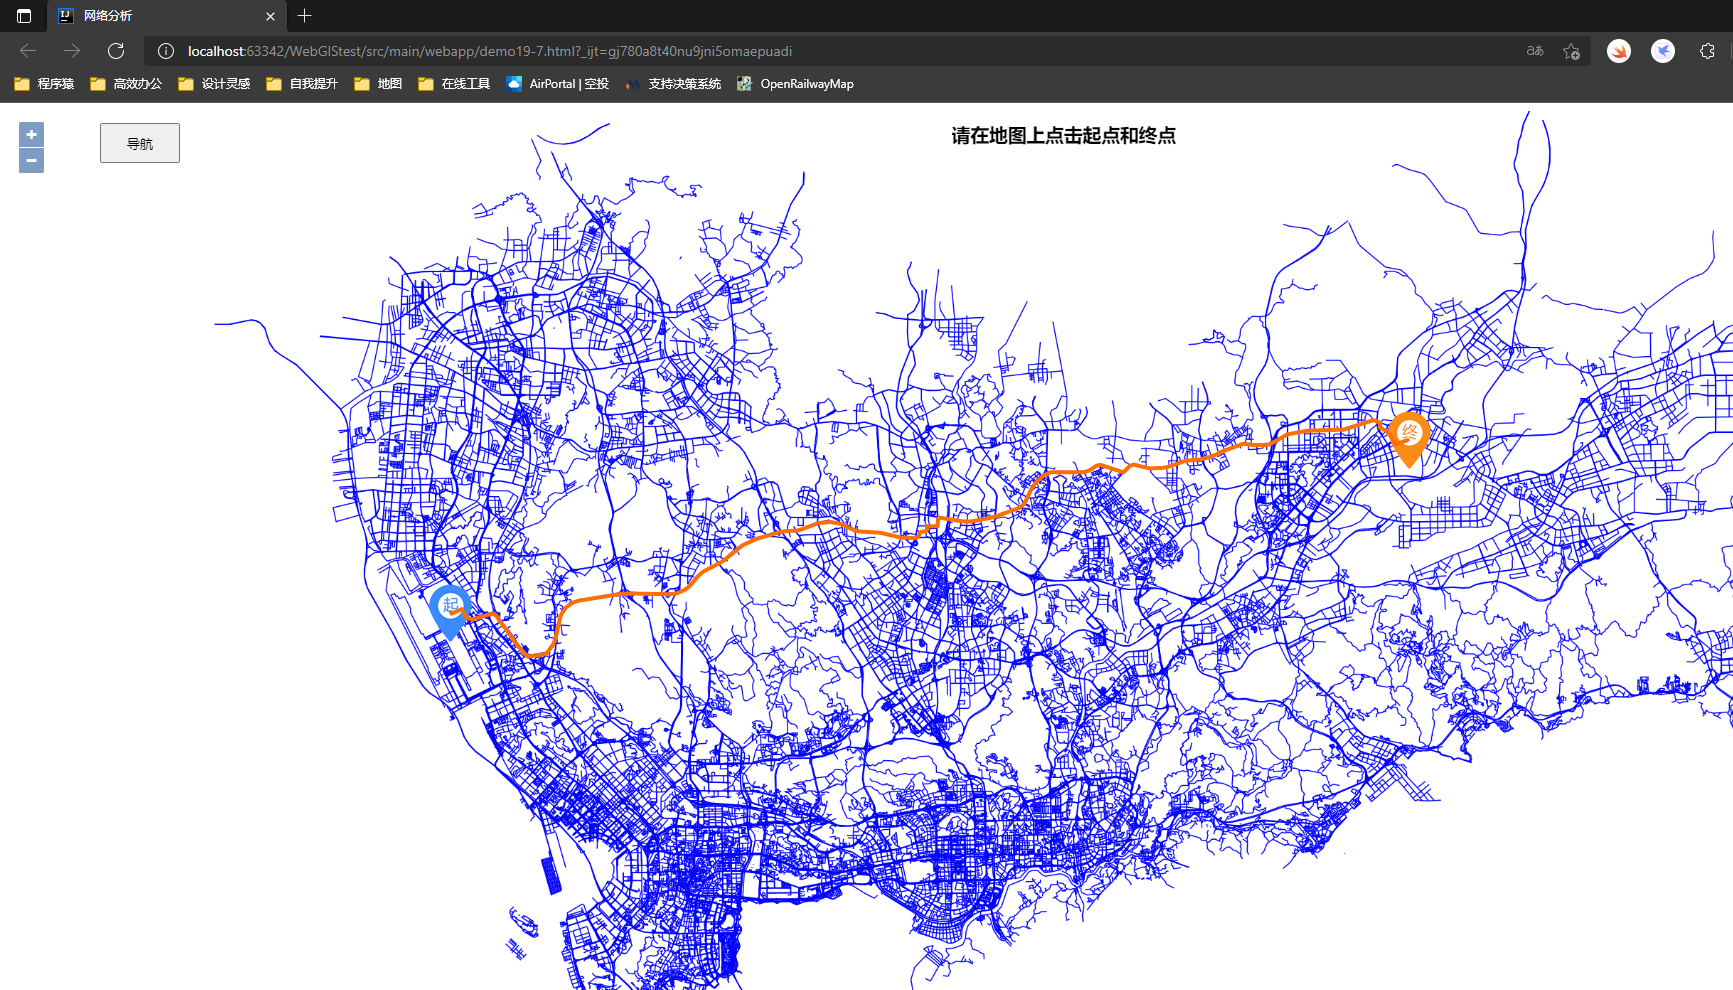 网络分析
localhost:63342/WebGIStest/src/main/webapp/demo19-7.html?_ijt=gj780a8t40nu9jni5omaepuadi
aあ
程序猿 高效办公 设计灵感 自我提升 地图 在线工具 AirPortal | 空投 支持决策系统 OpenRailwayMap
+
−
导航
请在地图上点击起点和终点
终
起